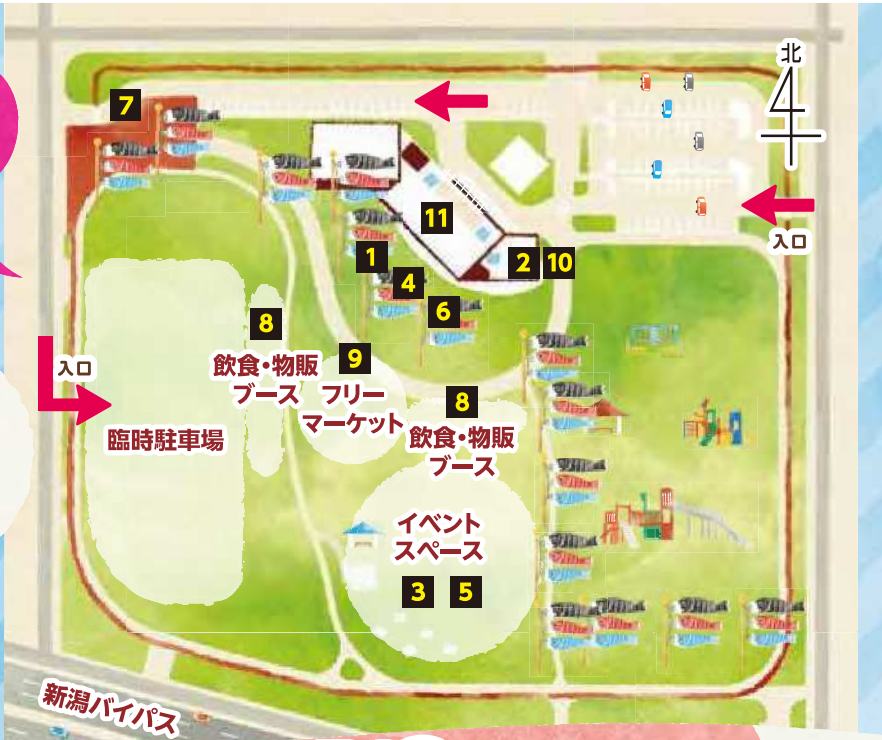 北
7
入口
11
1
2
10
4
6
8
飲食・物販
ブース
入口
9
フリー
マーケット
8
飲食・物販
ブース
臨時駐車場
イベント
スペース
3
5
新潟バイパス